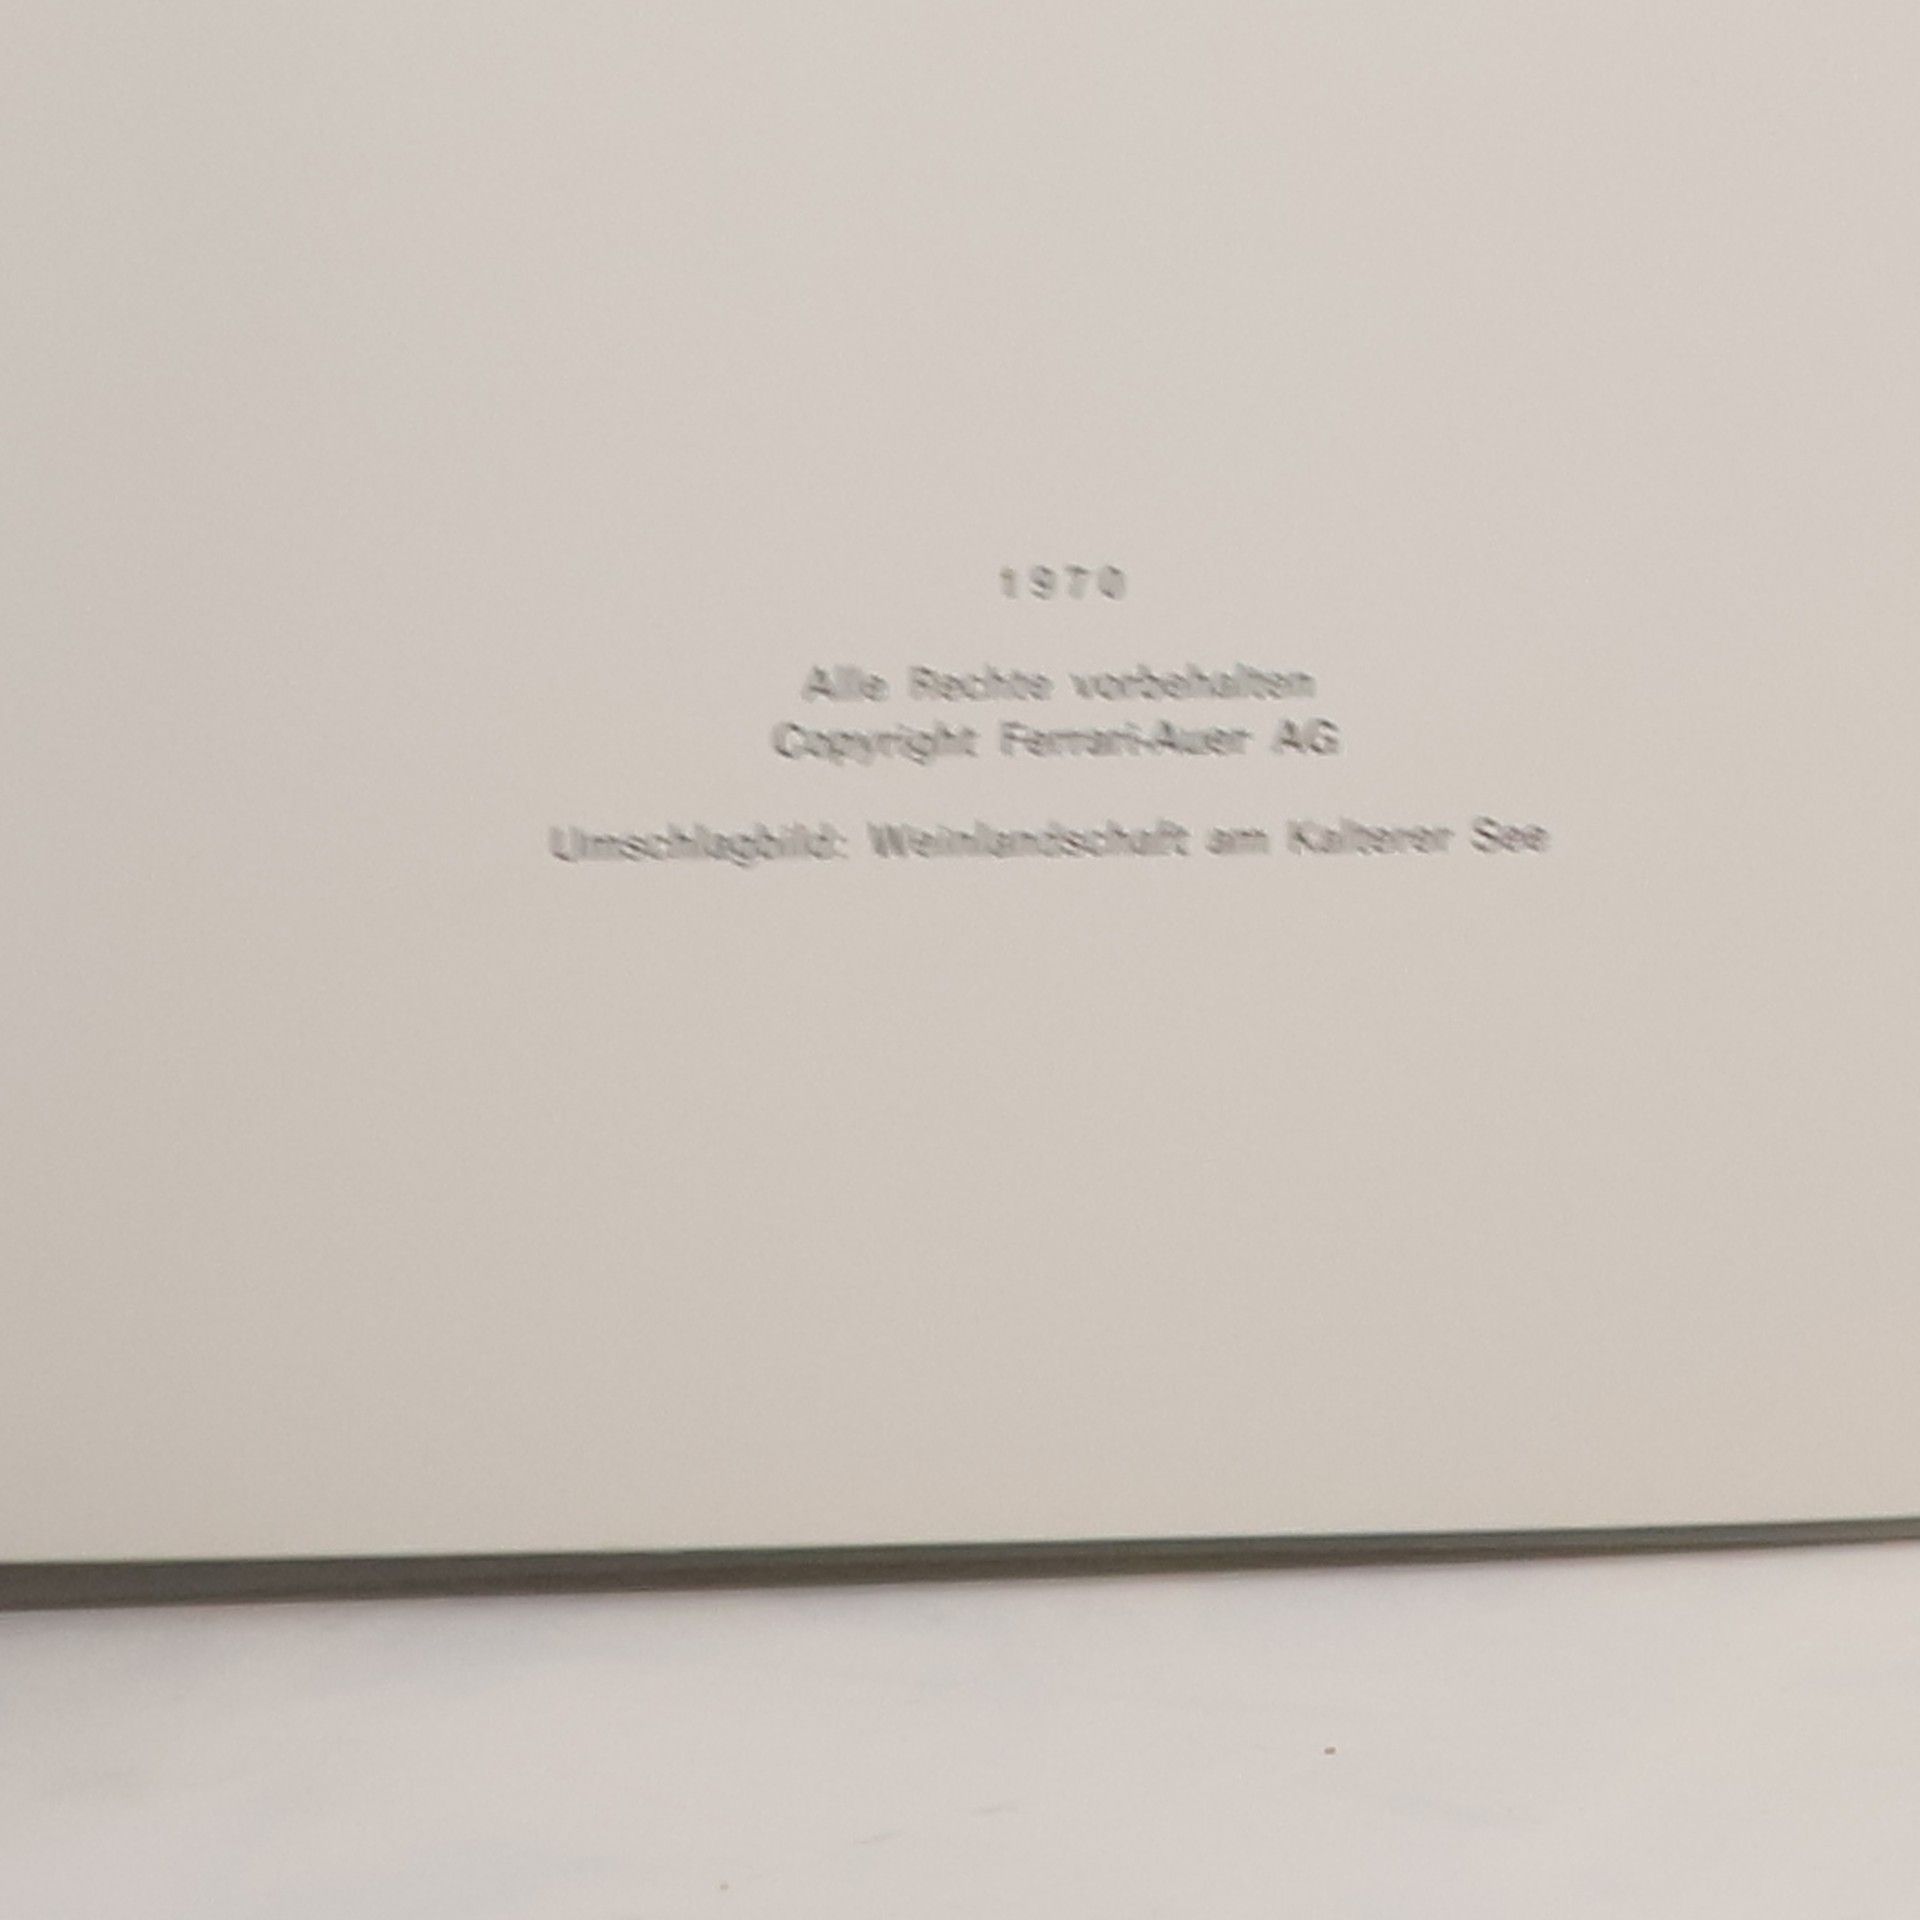 1970
Alle Rechte vorbehalten
Copyright Ferrari-Auer AG
Umschlagbild: Weinlandschaft am Kalterer See